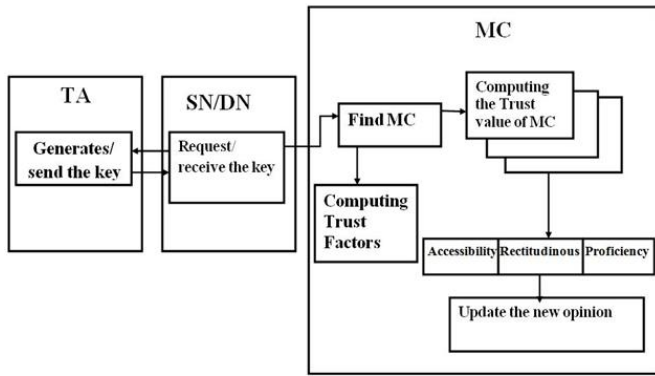 TA
Generates/
send the key
SN/DN
Request/
receive the key
MC
Find MC
Computing
Trust
Factors
Computing
the Trust
value of MC
Accessibility Rectitudinous Proficiency
Update the new opinion